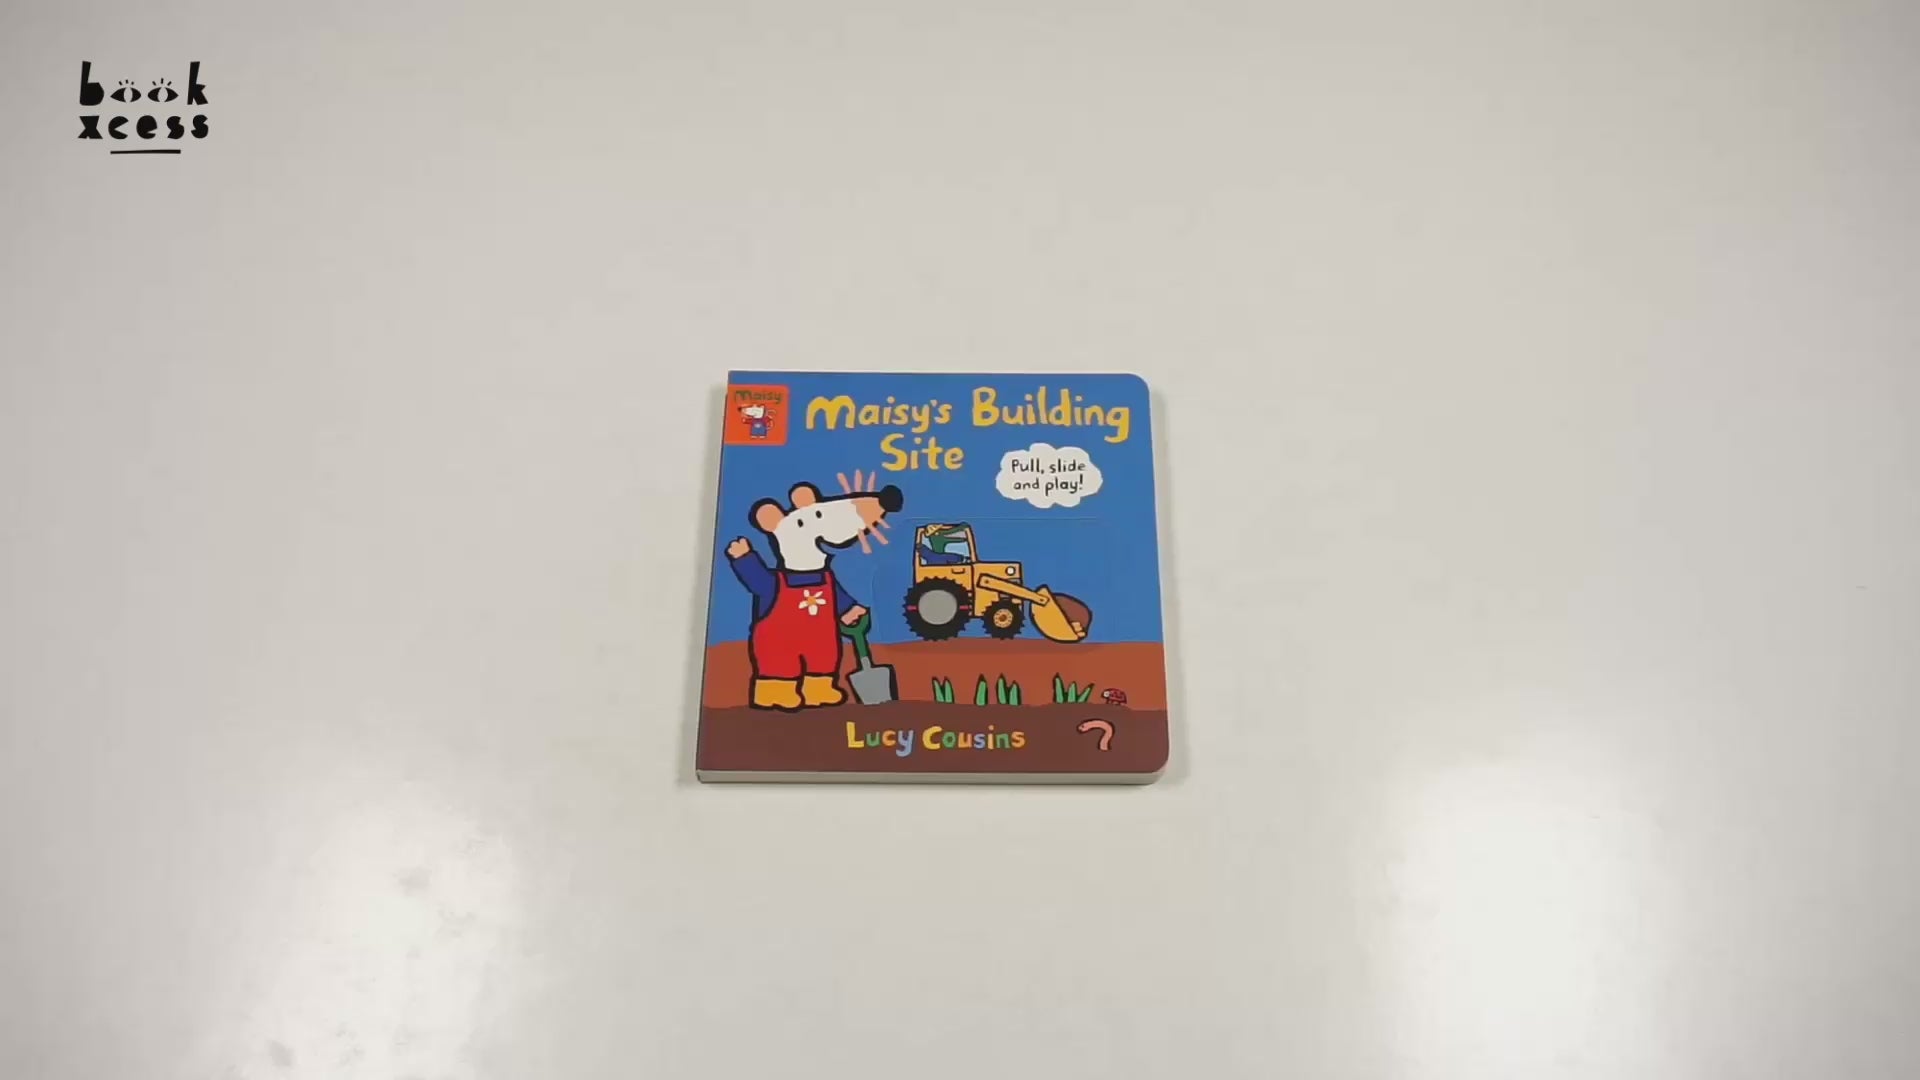 book
xcess
Maisy
Maisy's Building
Site
Pull, slide
and play!
Lucy Cousins